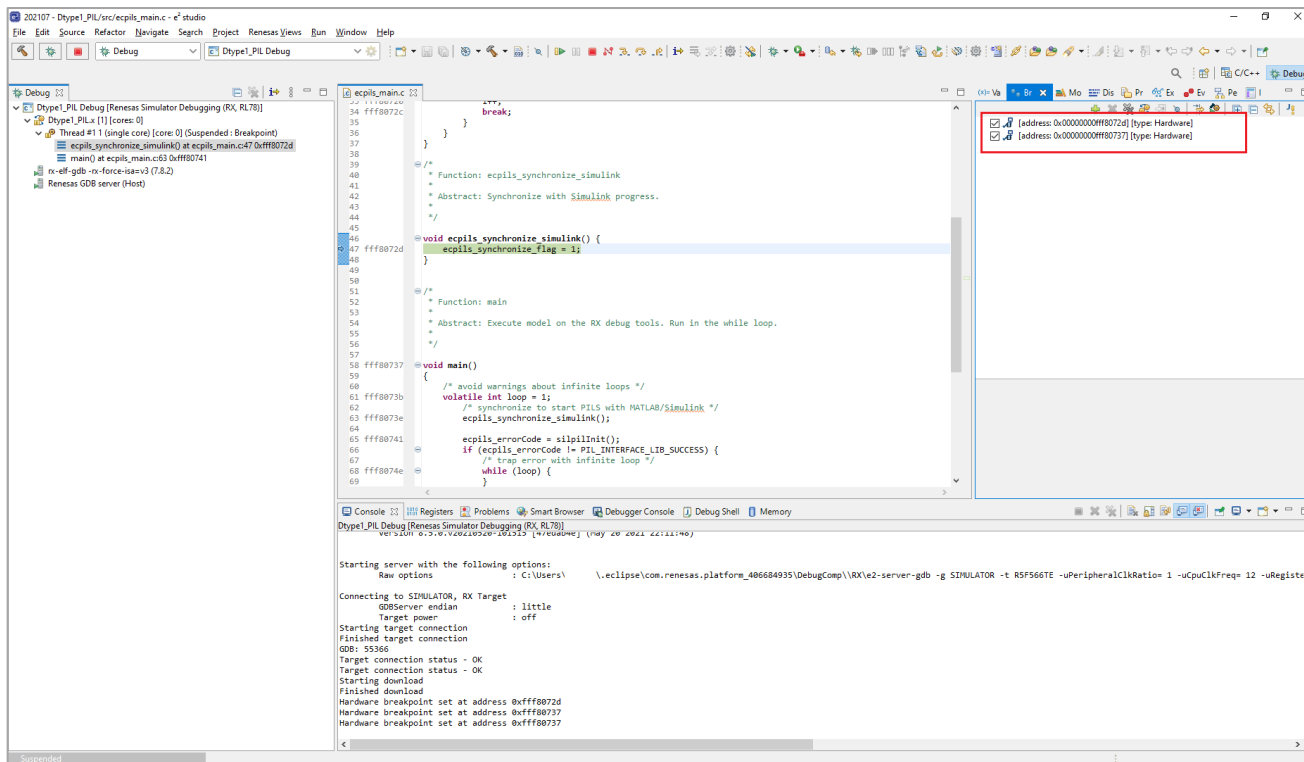 202107 - Dtype1_PIL/src/ecpils_main.c - e² studio
File Edit Source Refactor Navigate Search Project Renesas Views Run Window Help
Debug
Dtype1_PIL Debug
C/C++
Debug
Debug
Dtype1_PIL Debug [Renesas Simulator Debugging (RX, RL78)]
Dtype1_PIL.x [1] [cores: 0]
Thread #1 1 (single core) [core: 0] (Suspended : Breakpoint)
ecpils_synchronize_simulink() at ecpils_main.c:47 0xfff8072d
main() at ecpils_main.c:63 0xfff80741
rx-elf-gdb -rx-force-isa=v3 (7.8.2)
Renesas GDB server (Host)
ecpils_main.c
34 fff8072c break;
35 }
36 }
37 }
38
39 /*
40 * Function: ecpils_synchronize_simulink
41 *
42 * Abstract: Synchronize with Simulink progress.
43 *
44 */
45
46 void ecpils_synchronize_simulink() {
47 fff8072d ecpils_synchronize_flag = 1;
48 }
49
50
51 /*
52 * Function: main
53 *
54 * Abstract: Execute model on the RX debug tools. Run in the while loop.
55 *
56 */
57
58 fff80737 void main()
59 {
60 /* avoid warnings about infinite loops */
61 fff8073b volatile int loop = 1;
62 /* synchronize to start PILS with MATLAB/Simulink */
63 fff8073e ecpils_synchronize_simulink();
64
65 fff80741 ecpils_errorCode = silpilInit();
66 if (ecpils_errorCode != PIL_INTERFACE_LIB_SUCCESS) {
67 /* trap error with infinite loop */
68 fff8074e while (loop) {
69 }
(x)= Va Br Mo Dis Pr Ex Ev Pe I
[address: 0x00000000fff8072d] [type: Hardware]
[address: 0x00000000fff80737] [type: Hardware]
Console Registers Problems Smart Browser Debugger Console Debug Shell Memory
Dtype1_PIL Debug [Renesas Simulator Debugging (RX, RL78)]
Starting server with the following options:
Raw options : C:\Users\ \.eclipse\com.renesas.platform_406684935\DebugComp\\RX\e2-server-gdb -g SIMULATOR -t R5F566TE -uPeripheralClkRatio= 1 -uCpuClkFreq= 12 -uRegiste
Connecting to SIMULATOR, RX Target
GDBServer endian : little
Target power : off
Starting target connection
Finished target connection
GDB: 55366
Target connection status - OK
Target connection status - OK
Starting download
Finished download
Hardware breakpoint set at address 0xfff8072d
Hardware breakpoint set at address 0xfff80737
Hardware breakpoint set at address 0xfff80737
Suspended